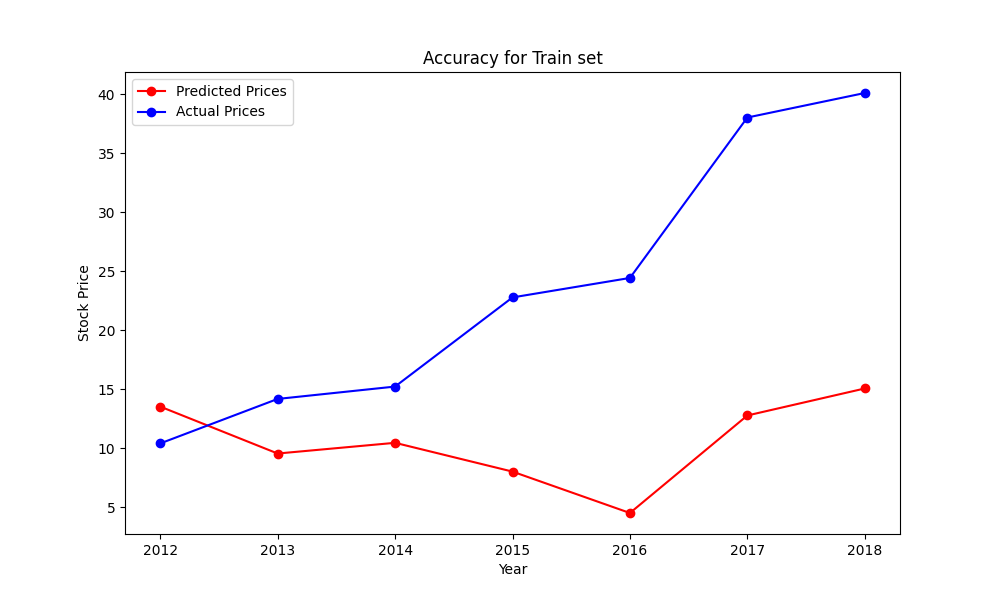 Accuracy for Train set
Predicted Prices
Actual Prices
40
35
30
25
20
15
10
5
Stock Price
2012 2013 2014 2015 2016 2017 2018
Year